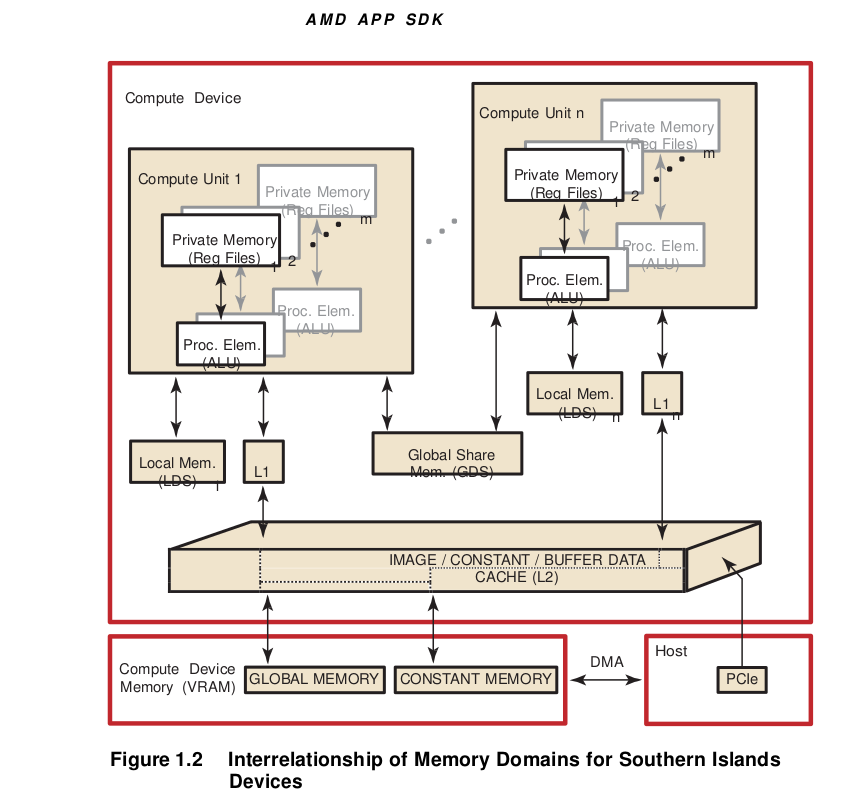 AMD APP SDK
Compute Device
Compute Unit n
Private Memory
(Reg Files)
m
Private Memory
(Reg Files)
1
2
Proc. Elem.
(ALU)
Proc. Elem.
(ALU)
Compute Unit 1
Private Memory
(Reg Files)
m
Private Memory
(Reg Files)
1
2
Proc. Elem.
(ALU)
Proc. Elem.
(ALU)
Local Mem.
(LDS) n
L1 n
Local Mem.
(LDS) 1
L1
Global Share
Mem. (GDS)
IMAGE / CONSTANT / BUFFER DATA
CACHE (L2)
Compute Device
Memory (VRAM)
GLOBAL MEMORY
CONSTANT MEMORY
DMA
Host
PCIe
Figure 1.2 Interrelationship of Memory Domains for Southern Islands
Devices